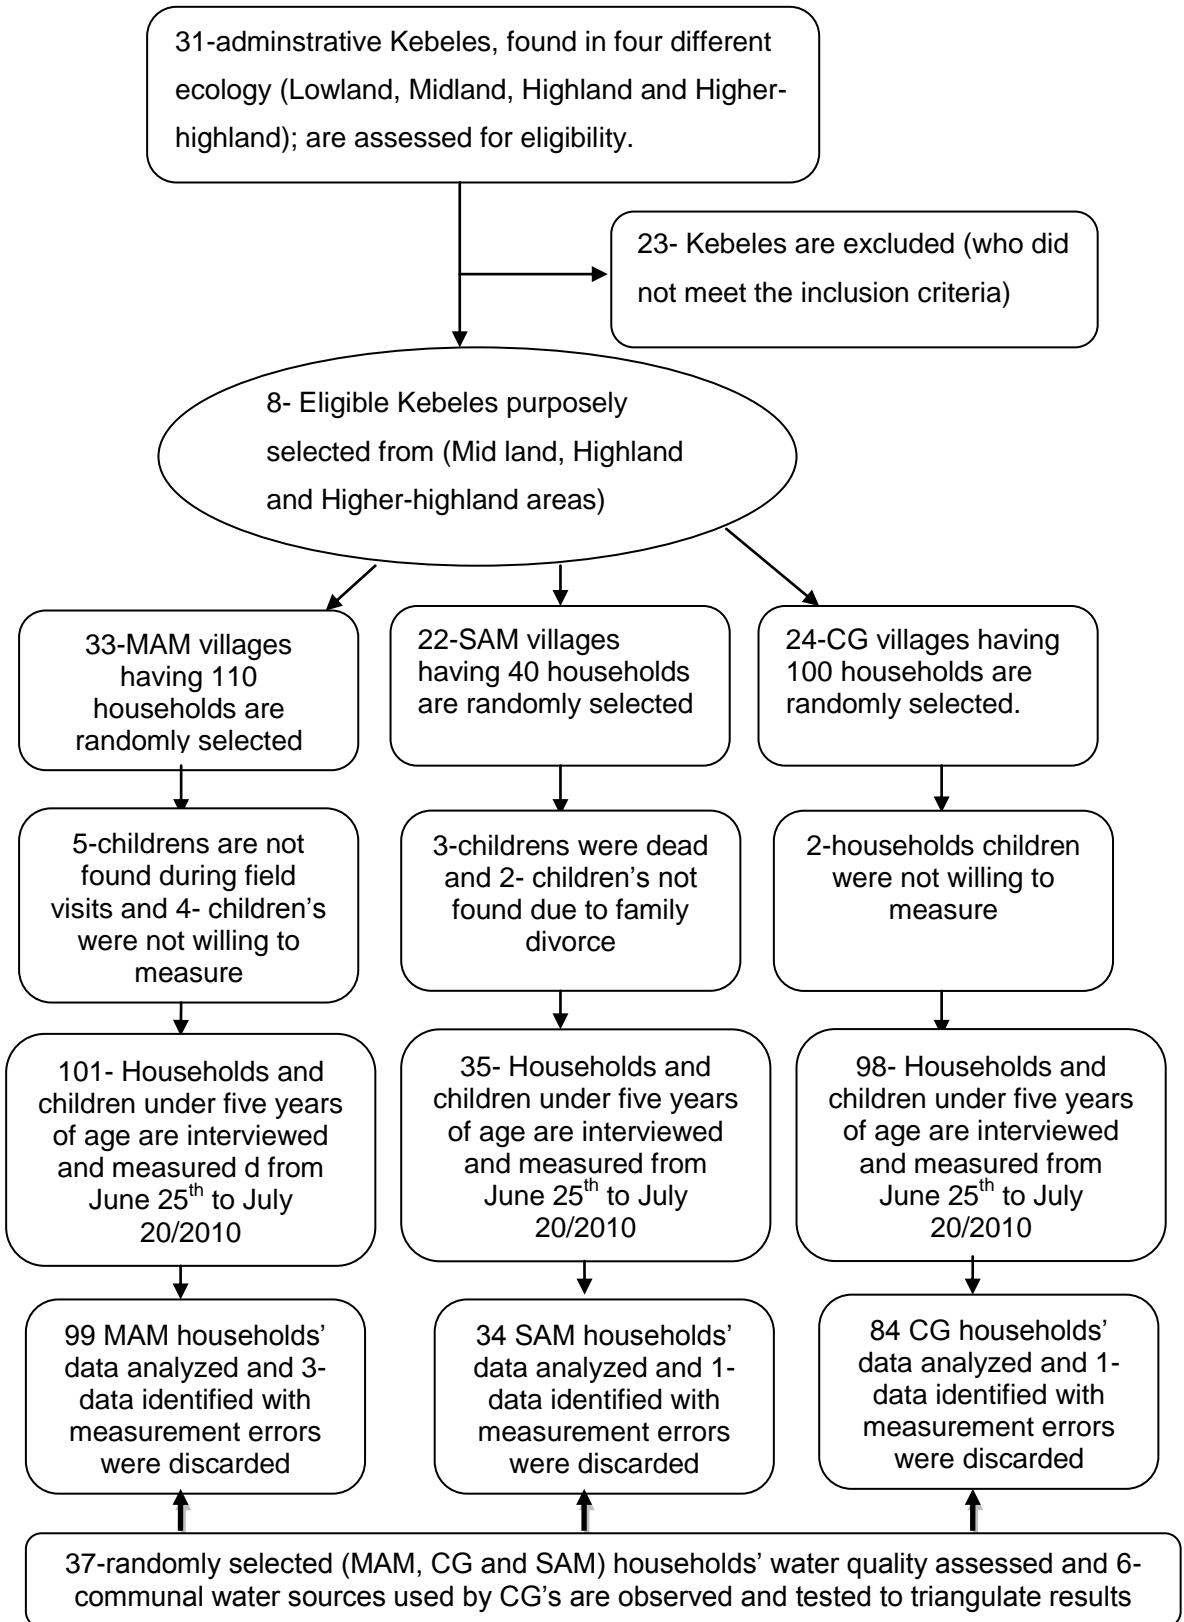 31-adminstrative Kebeles, found in four different
ecology (Lowland, Midland, Highland and Higher-
highland); are assessed for eligibility.
23- Kebeles are excluded (who did
not meet the inclusion criteria)
8- Eligible Kebeles purposely
selected from (Mid land, Highland
and Higher-highland areas)
33-MAM villages
having 110
households are
randomly selected
22-SAM villages
having 40 households
are randomly selected
24-CG villages having
100 households are
randomly selected.
5-childrens are not
found during field
visits and 4- children's
were not willing to
measure
3-childrens were dead
and 2- children's not
found due to family
divorce
2-households children
were not willing to
measure
101- Households and
children under five years
of age are interviewed
and measured d from
June 25th to July
20/2010
35- Households and
children under five years
of age are interviewed
and measured from
June 25th to July
20/2010
98- Households and
children under five years
of age are interviewed
and measured from
June 25th to July
20/2010
99 MAM households’
data analyzed and 3-
data identified with
measurement errors
were discarded
34 SAM households’
data analyzed and 1-
data identified with
measurement errors
were discarded
84 CG households’
data analyzed and 1-
data identified with
measurement errors
were discarded
37-randomly selected (MAM, CG and SAM) households’ water quality assessed and 6-
communal water sources used by CG’s are observed and tested to triangulate results